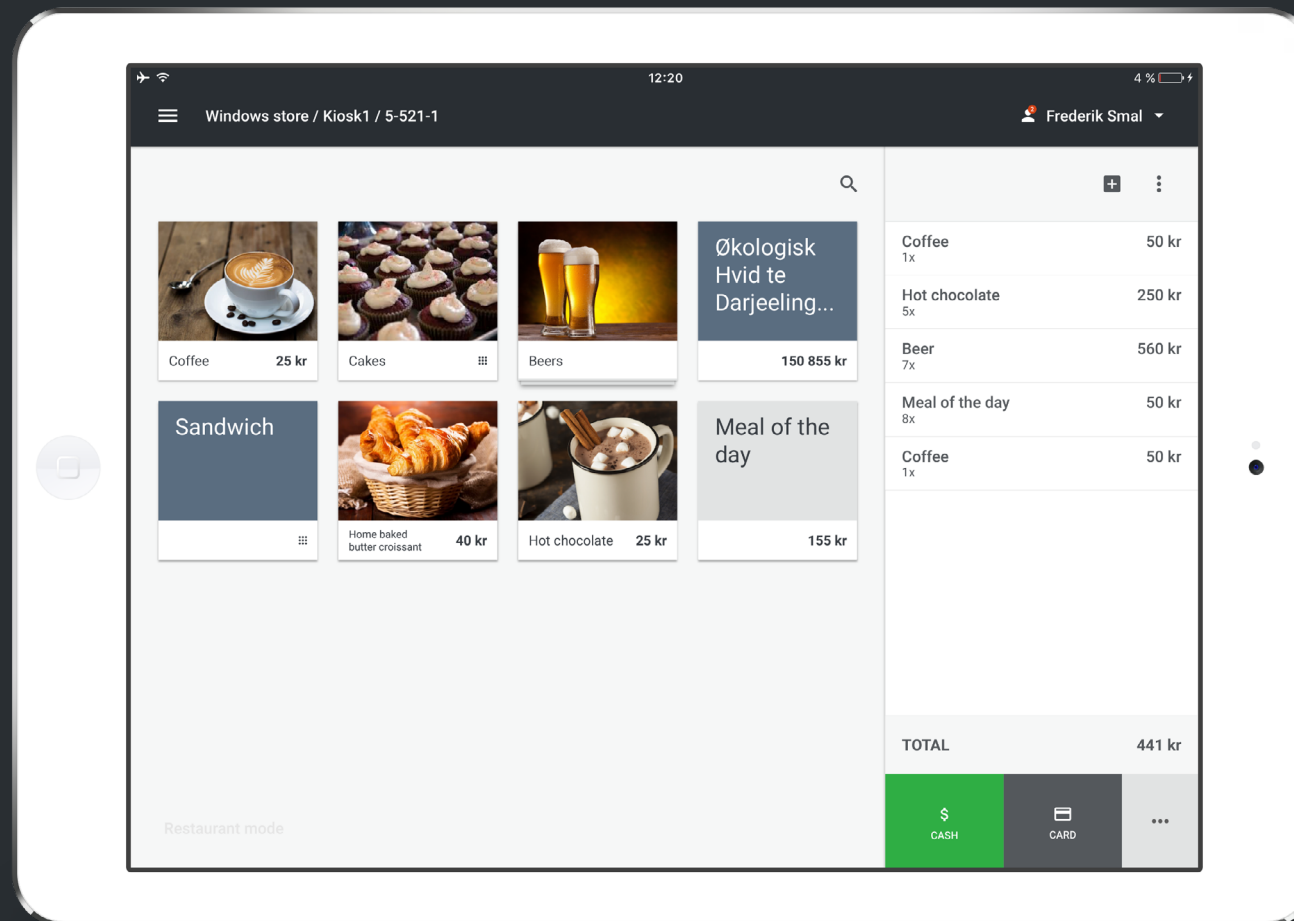 12:20
4 %
Windows store / Kiosk1 / 5-521-1
2
Frederik Smal
Coffee 25 kr
Cakes
Beers
Økologisk
Hvid te
Darjeeling...
150 855 kr
Sandwich
Home baked
butter croissant
40 kr
Hot chocolate 25 kr
Meal of the
day
155 kr
Restaurant mode
Coffee 50 kr
1x
Hot chocolate 250 kr
5x
Beer 560 kr
7x
Meal of the day 50 kr
8x
Coffee 50 kr
1x
TOTAL 441 kr
$
CASH
CARD